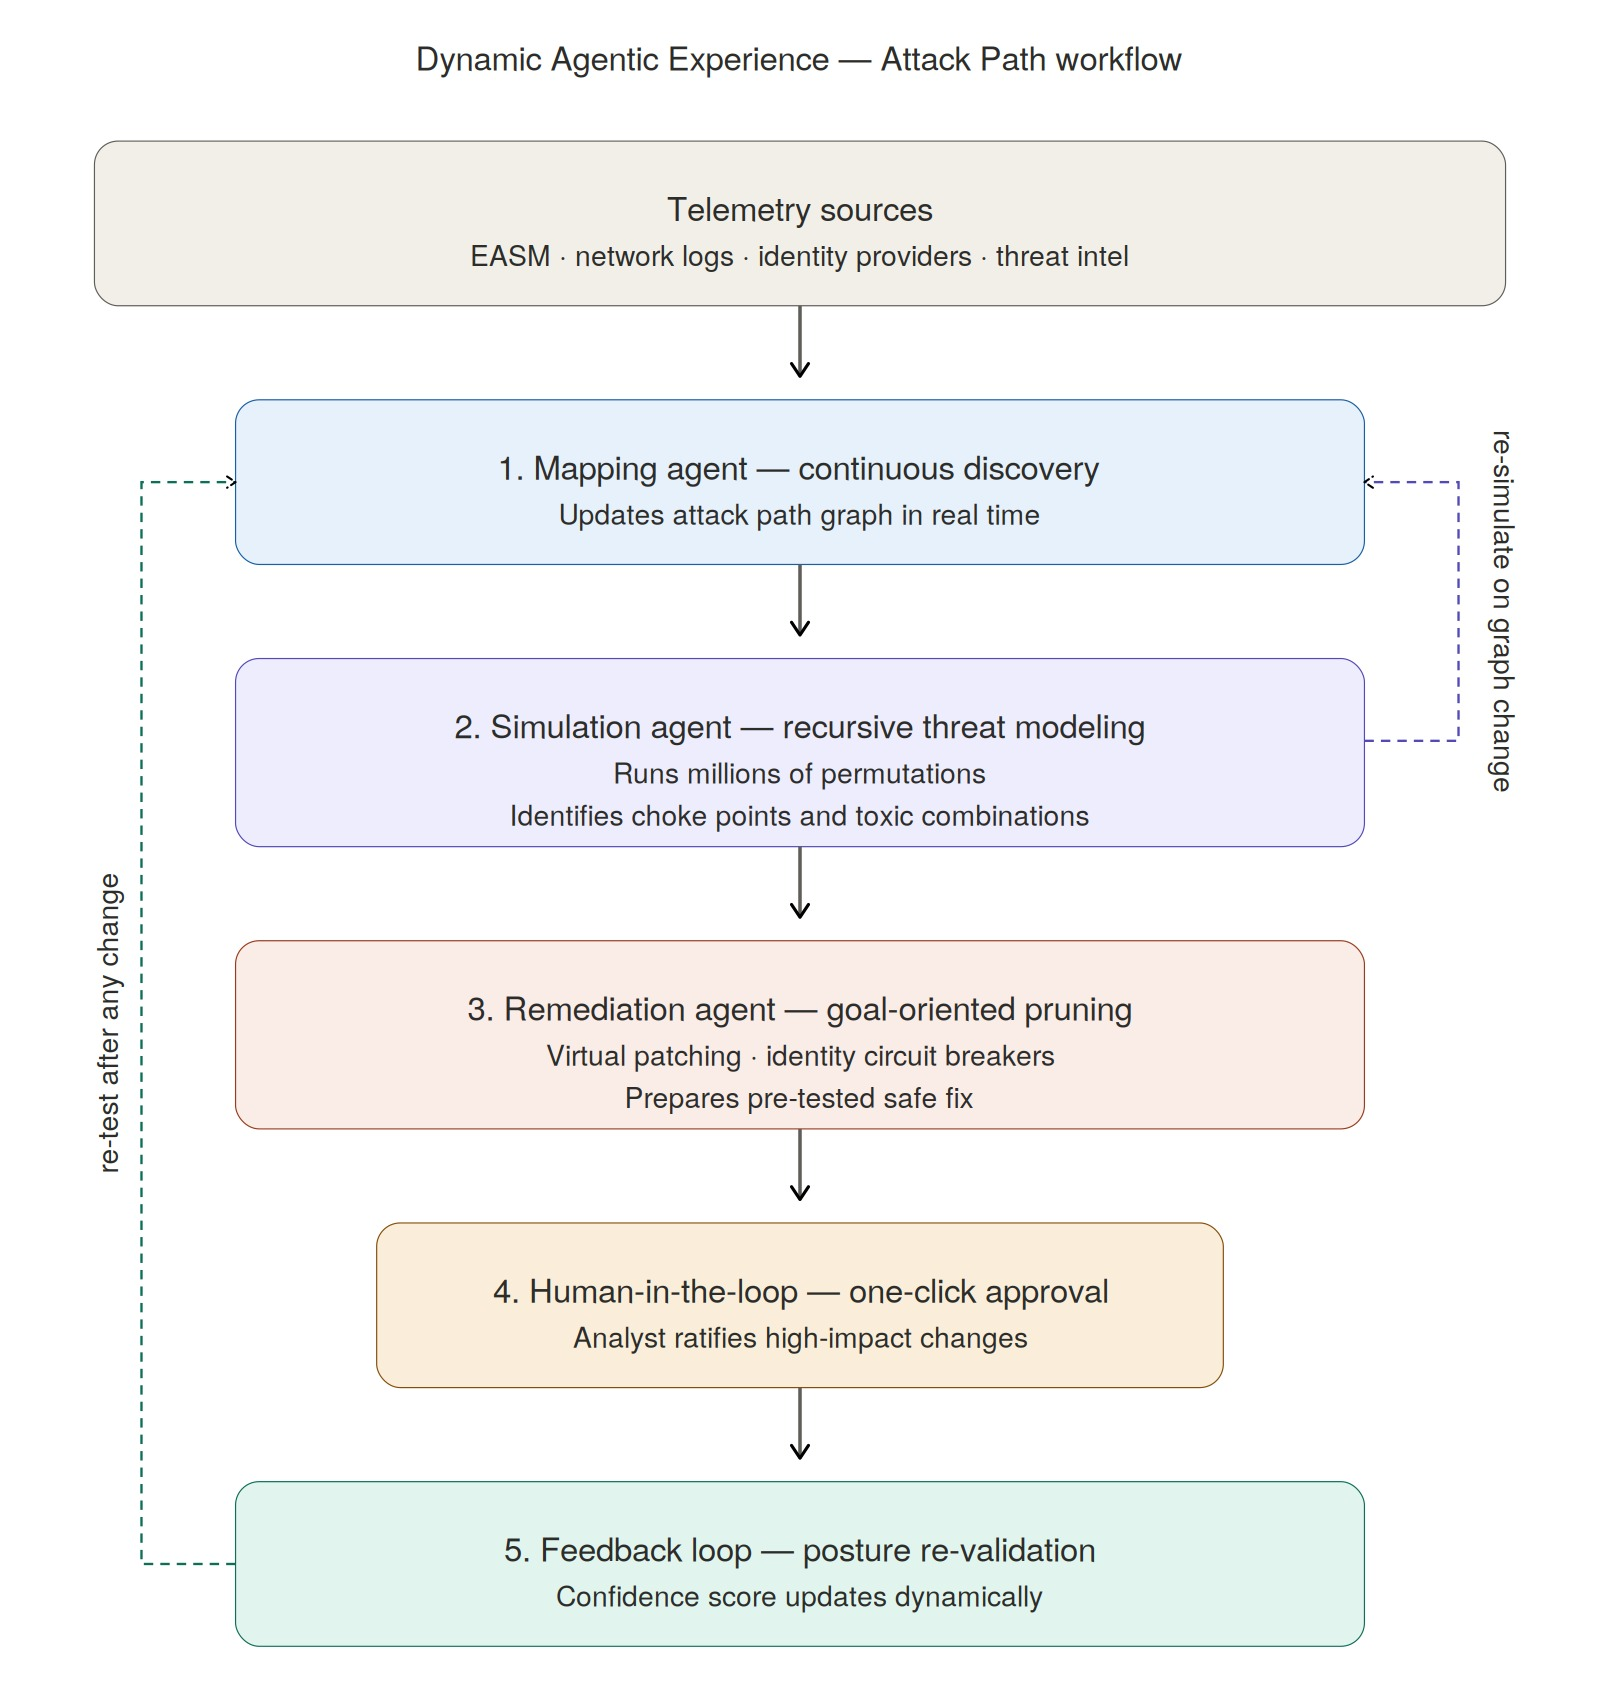 Dynamic Agentic Experience — Attack Path workflow
Telemetry sources
EASM · network logs · identity providers · threat intel
1. Mapping agent — continuous discovery
Updates attack path graph in real time
re-simulate on graph change
2. Simulation agent — recursive threat modeling
Runs millions of permutations
Identifies choke points and toxic combinations
re-test after any change
3. Remediation agent — goal-oriented pruning
Virtual patching · identity circuit breakers
Prepares pre-tested safe fix
4. Human-in-the-loop — one-click approval
Analyst ratifies high-impact changes
5. Feedback loop — posture re-validation
Confidence score updates dynamically